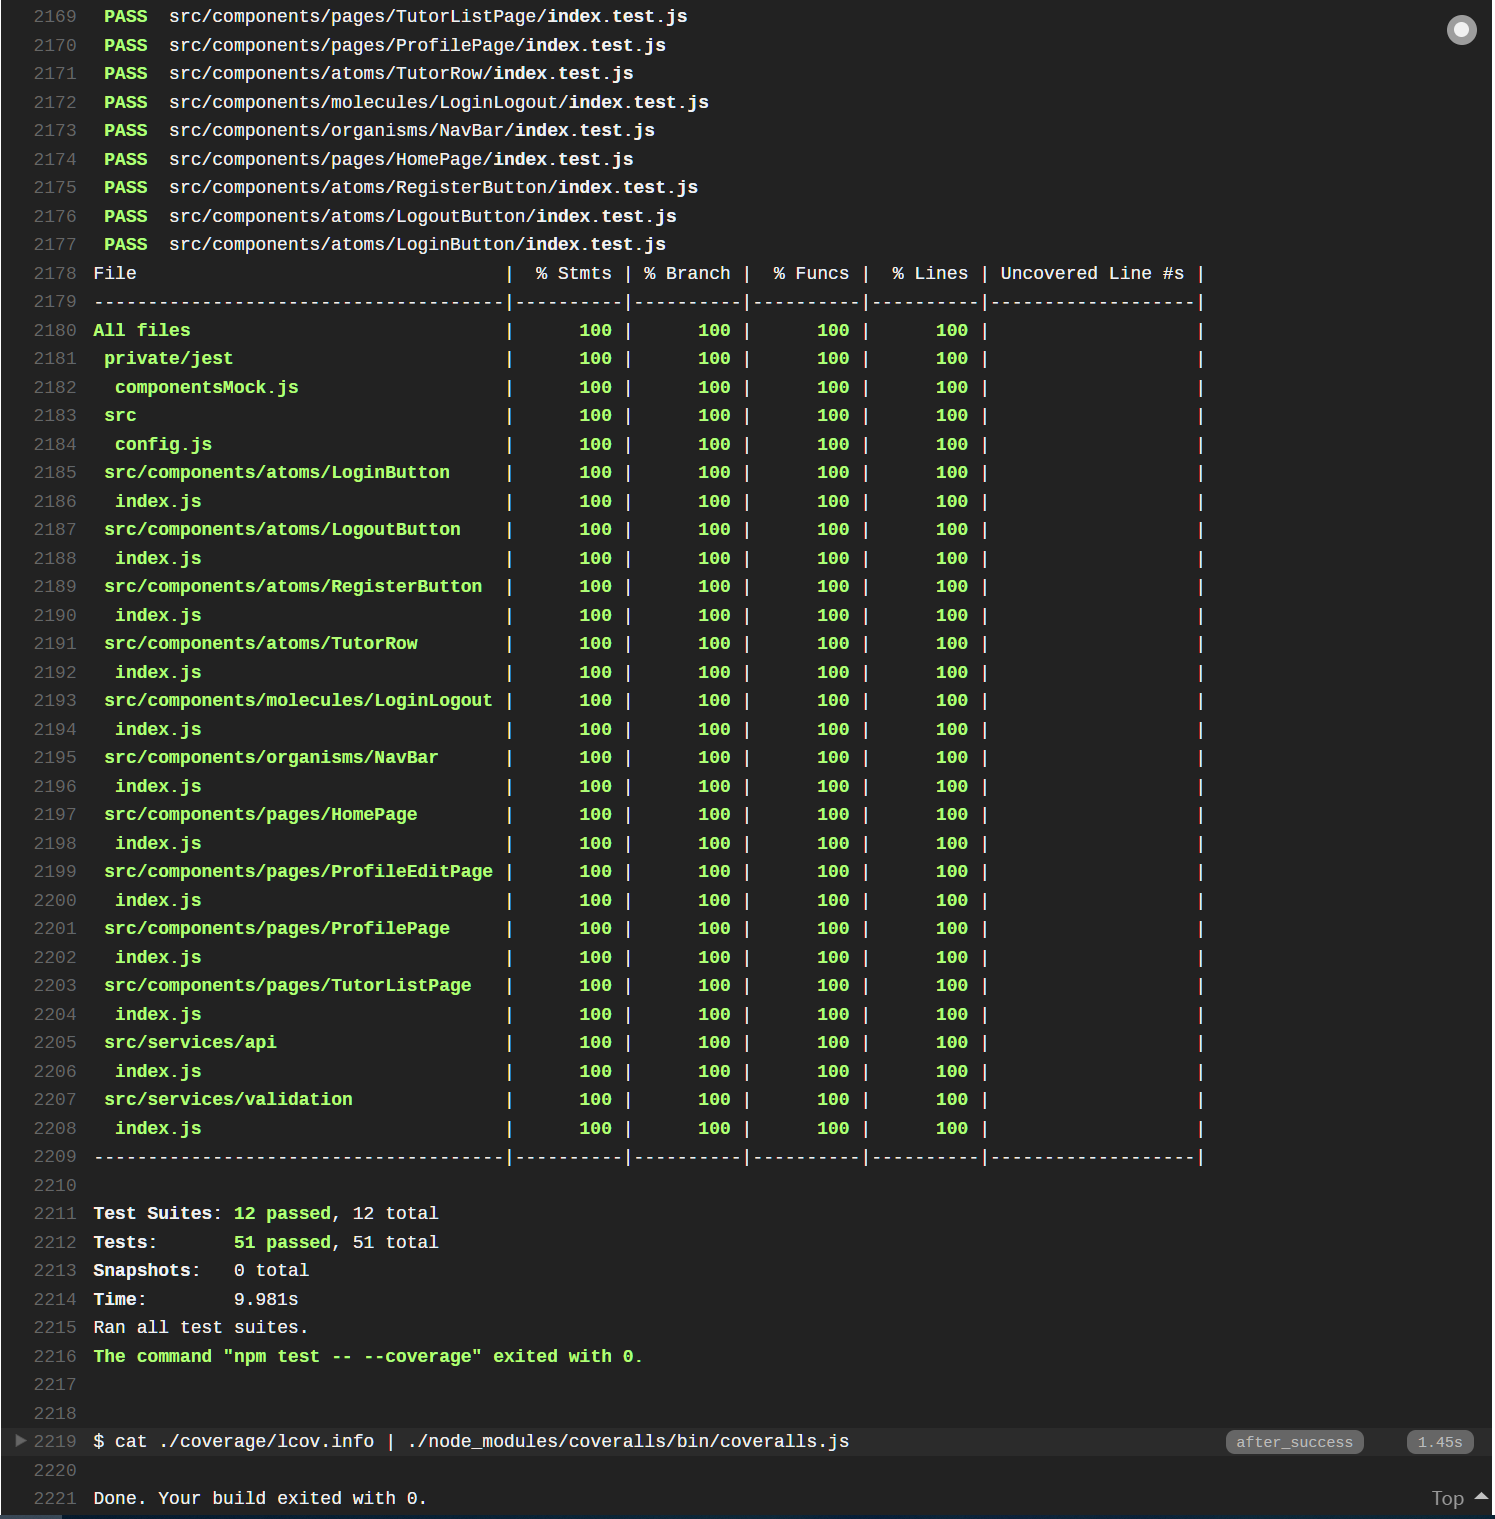 2169 PASS src/components/pages/TutorListPage/index.test.js
2170 PASS src/components/pages/ProfilePage/index.test.js
2171 PASS src/components/atoms/TutorRow/index.test.js
2172 PASS src/components/molecules/LoginLogout/index.test.js
2173 PASS src/components/organisms/NavBar/index.test.js
2174 PASS src/components/pages/HomePage/index.test.js
2175 PASS src/components/atoms/RegisterButton/index.test.js
2176 PASS src/components/atoms/LogoutButton/index.test.js
2177 PASS src/components/atoms/LoginButton/index.test.js
2178 File | % Stmts | % Branch | % Funcs | % Lines | Uncovered Line #s |
2179 --------------------------------------|----------|----------|----------|----------|-------------------|
2180 All files | 100 | 100 | 100 | 100 | |
2181 private/jest | 100 | 100 | 100 | 100 | |
2182 componentsMock.js | 100 | 100 | 100 | 100 | |
2183 src | 100 | 100 | 100 | 100 | |
2184 config.js | 100 | 100 | 100 | 100 | |
2185 src/components/atoms/LoginButton | 100 | 100 | 100 | 100 | |
2186 index.js | 100 | 100 | 100 | 100 | |
2187 src/components/atoms/LogoutButton | 100 | 100 | 100 | 100 | |
2188 index.js | 100 | 100 | 100 | 100 | |
2189 src/components/atoms/RegisterButton | 100 | 100 | 100 | 100 | |
2190 index.js | 100 | 100 | 100 | 100 | |
2191 src/components/atoms/TutorRow | 100 | 100 | 100 | 100 | |
2192 index.js | 100 | 100 | 100 | 100 | |
2193 src/components/molecules/LoginLogout | 100 | 100 | 100 | 100 | |
2194 index.js | 100 | 100 | 100 | 100 | |
2195 src/components/organisms/NavBar | 100 | 100 | 100 | 100 | |
2196 index.js | 100 | 100 | 100 | 100 | |
2197 src/components/pages/HomePage | 100 | 100 | 100 | 100 | |
2198 index.js | 100 | 100 | 100 | 100 | |
2199 src/components/pages/ProfileEditPage | 100 | 100 | 100 | 100 | |
2200 index.js | 100 | 100 | 100 | 100 | |
2201 src/components/pages/ProfilePage | 100 | 100 | 100 | 100 | |
2202 index.js | 100 | 100 | 100 | 100 | |
2203 src/components/pages/TutorListPage | 100 | 100 | 100 | 100 | |
2204 index.js | 100 | 100 | 100 | 100 | |
2205 src/services/api | 100 | 100 | 100 | 100 | |
2206 index.js | 100 | 100 | 100 | 100 | |
2207 src/services/validation | 100 | 100 | 100 | 100 | |
2208 index.js | 100 | 100 | 100 | 100 | |
2209 --------------------------------------|----------|----------|----------|----------|-------------------|
2210
2211 Test Suites: 12 passed, 12 total
2212 Tests: 51 passed, 51 total
2213 Snapshots: 0 total
2214 Time: 9.981s
2215 Ran all test suites.
2216 The command "npm test -- --coverage" exited with 0.
2217
2218
2219 $ cat ./coverage/lcov.info | ./node_modules/coveralls/bin/coveralls.js after_success 1.45s
2220
2221 Done. Your build exited with 0. Top